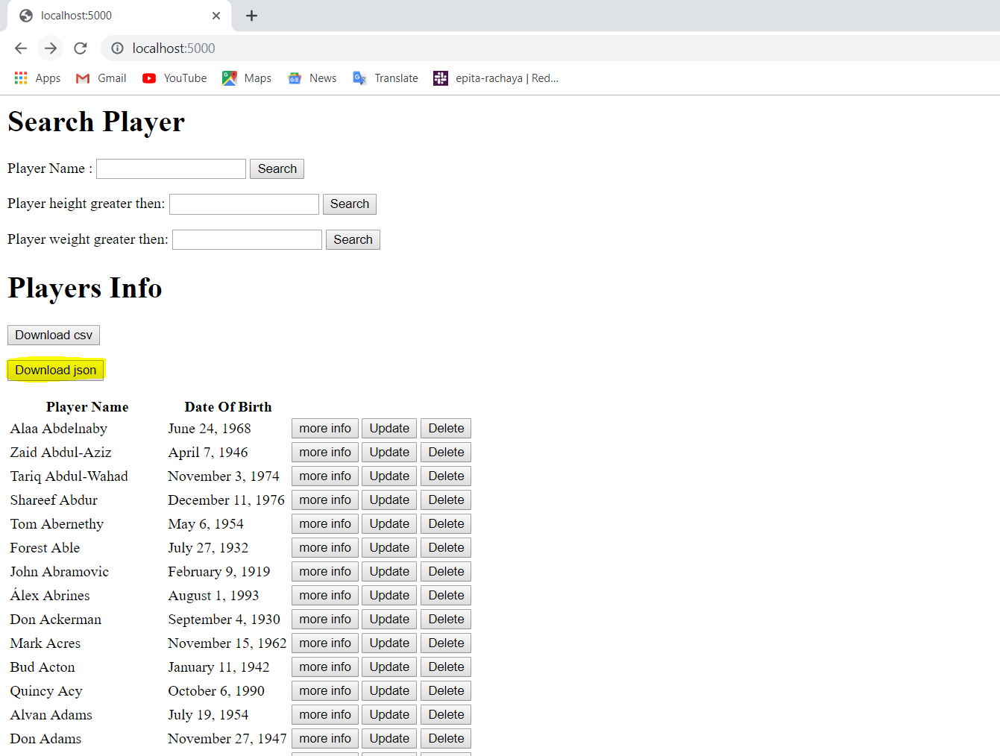 localhost:5000
localhost:5000
Apps Gmail YouTube Maps News Translate epita-rachaya | Red...
Search Player
Player Name : Search
Player height greater then: Search
Player weight greater then: Search
Players Info
Download csv
Download json
Player Name Date Of Birth
Alaa Abdelnaby June 24, 1968 more info Update Delete
Zaid Abdul-Aziz April 7, 1946 more info Update Delete
Tariq Abdul-Wahad November 3, 1974 more info Update Delete
Shareef Abdur December 11, 1976 more info Update Delete
Tom Abernethy May 6, 1954 more info Update Delete
Forest Able July 27, 1932 more info Update Delete
John Abramovic February 9, 1919 more info Update Delete
Álex Abrines August 1, 1993 more info Update Delete
Don Ackerman September 4, 1930 more info Update Delete
Mark Acres November 15, 1962 more info Update Delete
Bud Acton January 11, 1942 more info Update Delete
Quincy Acy October 6, 1990 more info Update Delete
Alvan Adams July 19, 1954 more info Update Delete
Don Adams November 27, 1947 more info Update Delete